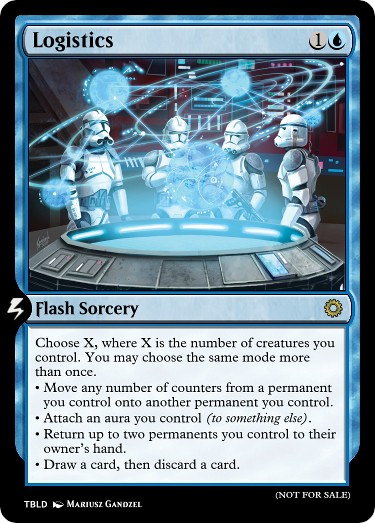 Logistics 1
Flash Sorcery
Choose X, where X is the number of creatures you
control. You may choose the same mode more
than once.
• Move any number of counters from a permanent
you control onto another permanent you control.
• Attach an aura you control (to something else).
• Return up to two permanents you control to their
owner's hand.
• Draw a card, then discard a card.
(NOT FOR SALE)
TBLD Mariusz Gandzel